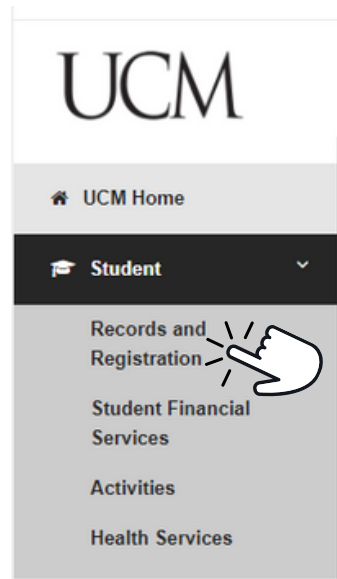 UCM
UCM Home
Student
Records and
Registration
Student Financial
Services
Activities
Health Services